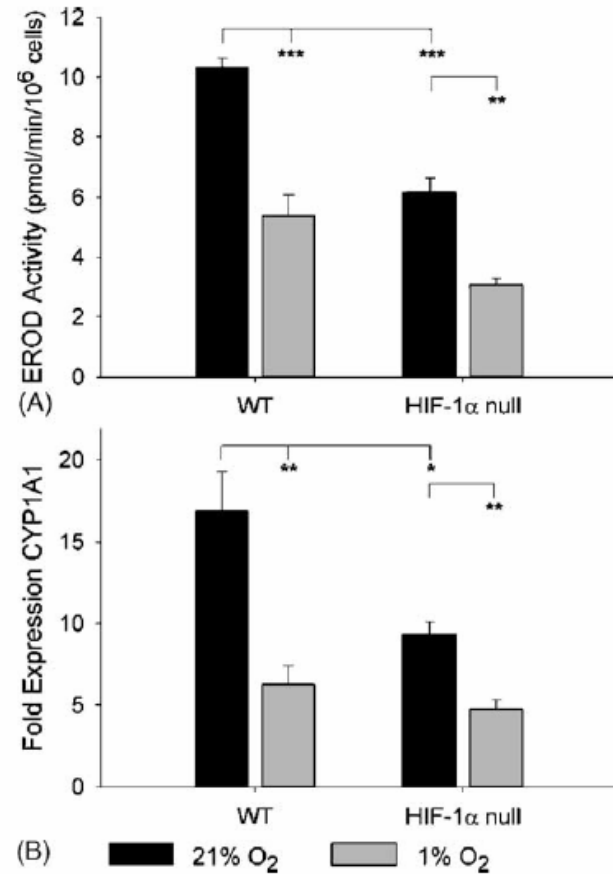 EROD Activity (pmol/min/10⁶ cells)
12
10
8
6
4
2
0
***
***
**
WT
HIF-1α null
(A)
Fold Expression CYP1A1
20
15
10
5
0
**
*
**
WT
HIF-1α null
(B)
21% O₂
1% O₂